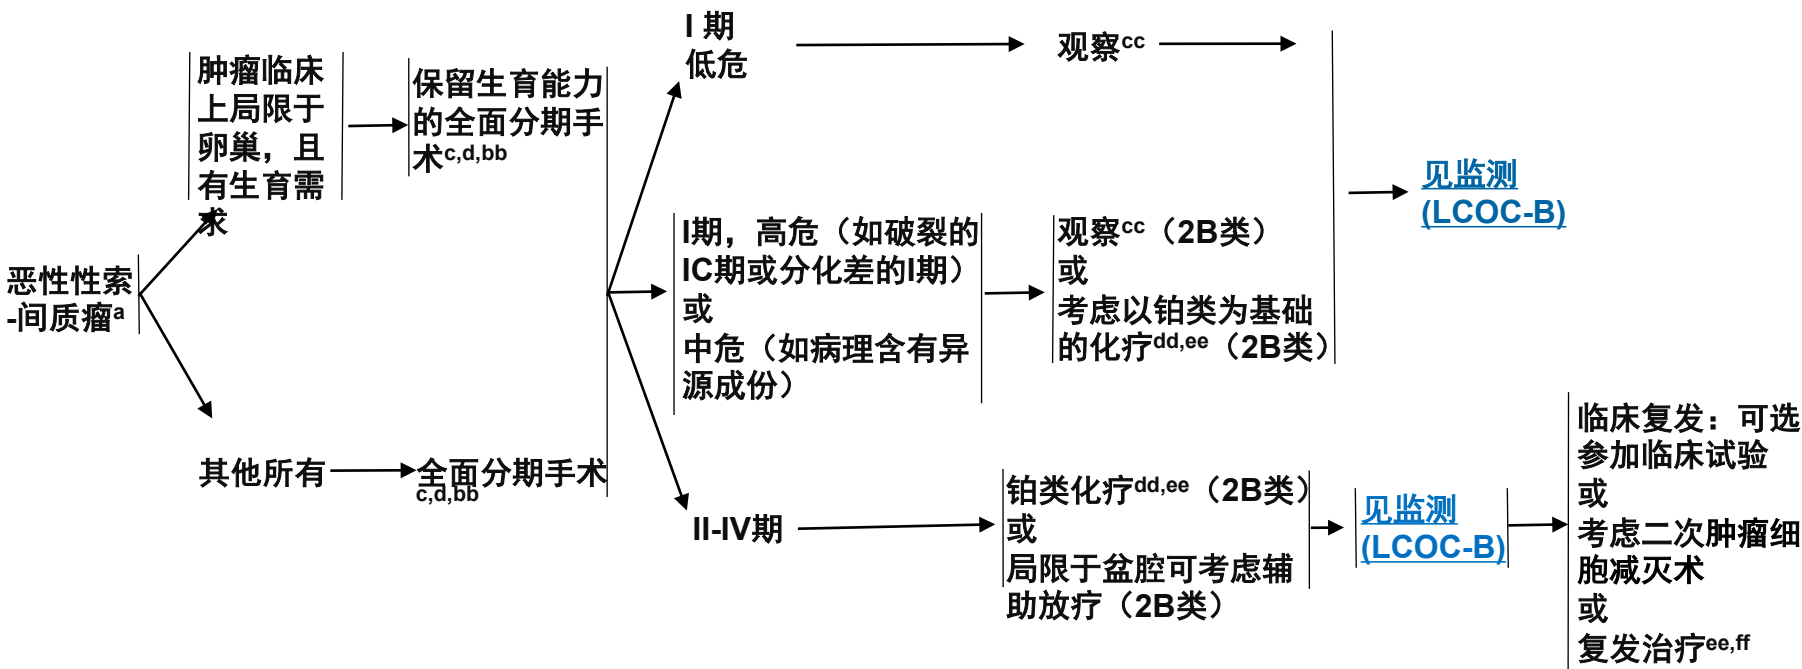 恶性性索
-间质瘤a
肿瘤临床
上局限于
卵巢，且
有生育需
求
保留生育能力
的全面分期手
术c,d,bb
其他所有
全面分期手术
c,d,bb
I 期
低危
观察cc
I期，高危（如破裂的
IC期或分化差的I期）
或
中危（如病理含有异
源成份）
观察cc（2B类）
或
考虑以铂类为基础
的化疗dd,ee（2B类）
见监测
(LCOC-B)
II-IV期
铂类化疗dd,ee（2B类）
或
局限于盆腔可考虑辅
助放疗（2B类）
见监测
(LCOC-B)
临床复发：可选
参加临床试验
或
考虑二次肿瘤细
胞减灭术
或
复发治疗ee,ff